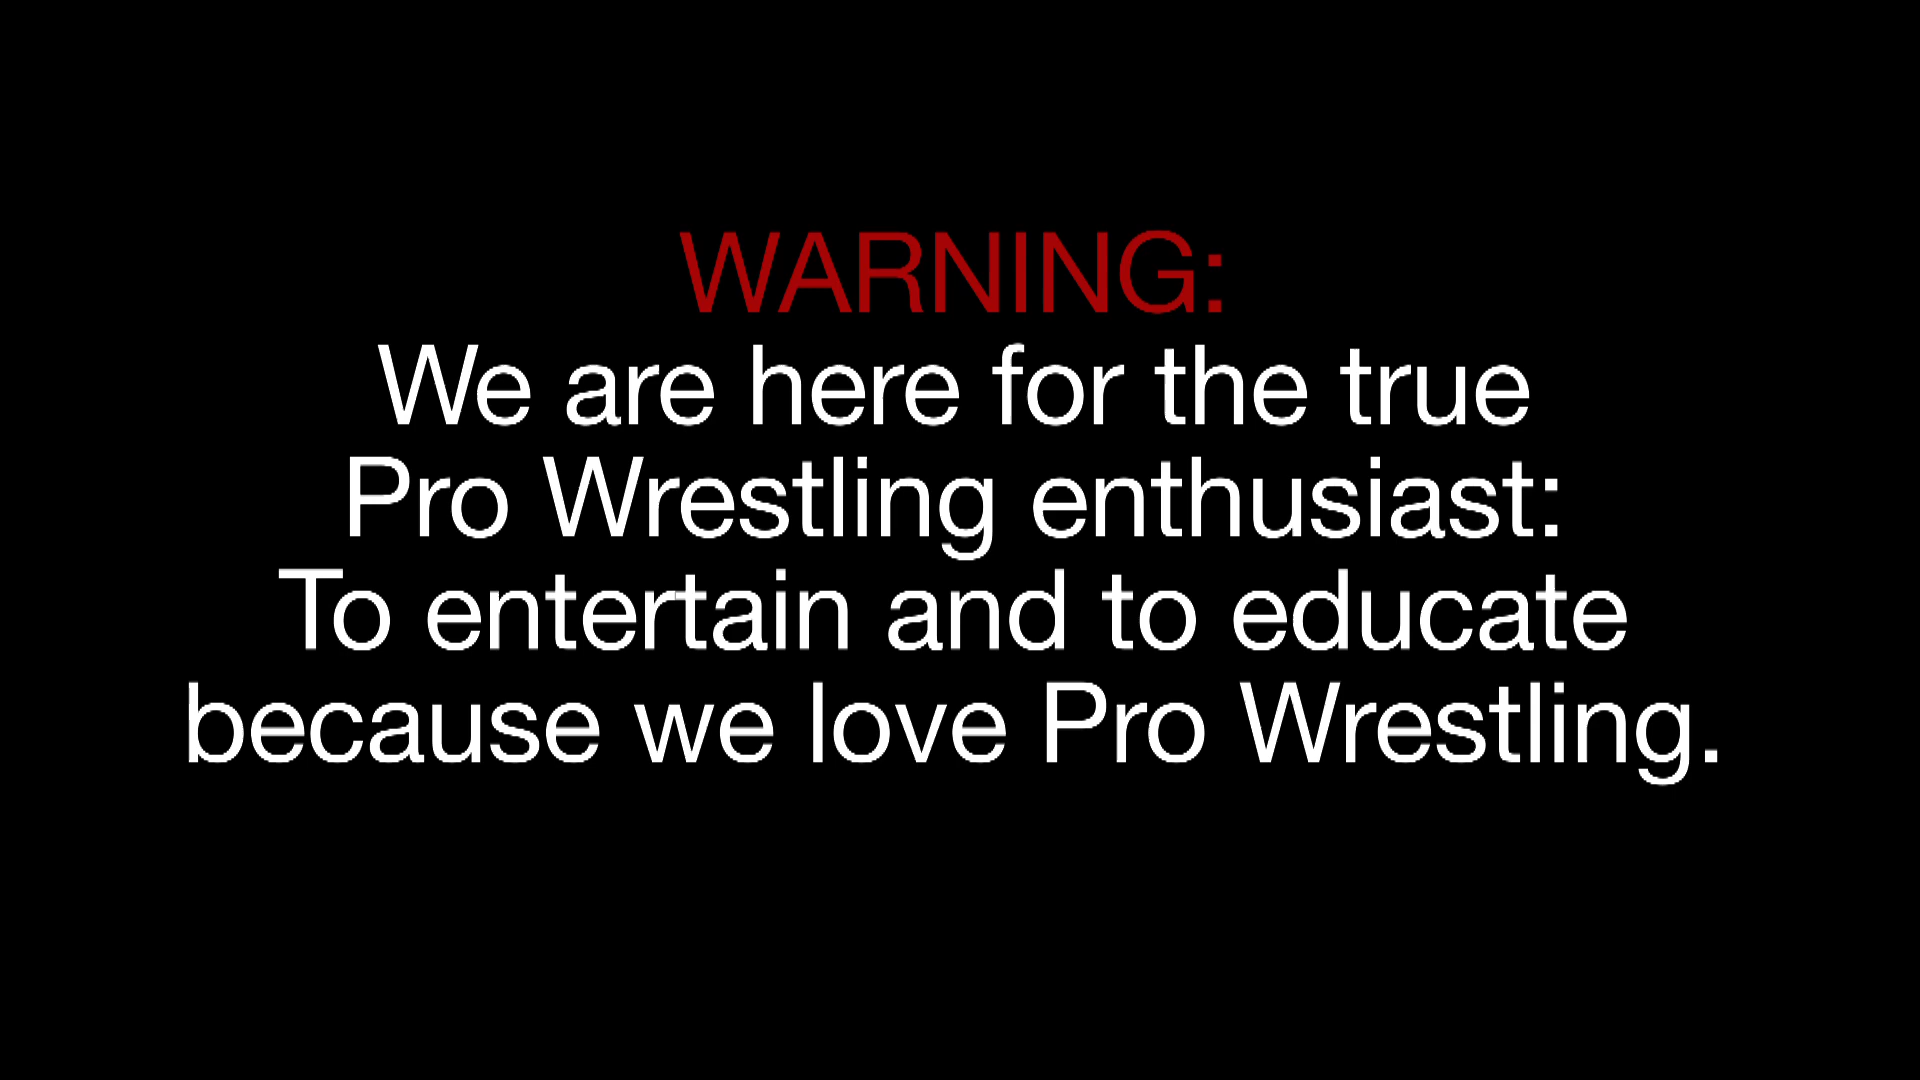 WARNING:
We are here for the true
Pro Wrestling enthusiast:
To entertain and to educate
because we love Pro Wrestling.